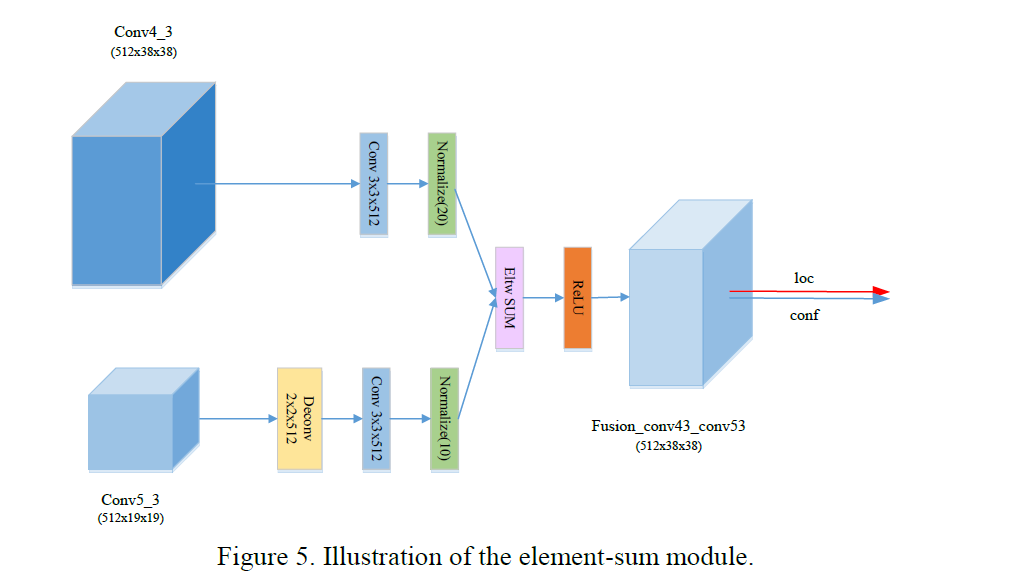 Conv4_3
(512x38x38)
Conv 3x3x512
Normalize(20)
Eltw SUM
ReLU
loc
conf
Fusion_conv43_conv53
(512x38x38)
Deconv
2x2x512
Conv 3x3x512
Normalize(10)
Conv5_3
(512x19x19)
Figure 5. Illustration of the element-sum module.